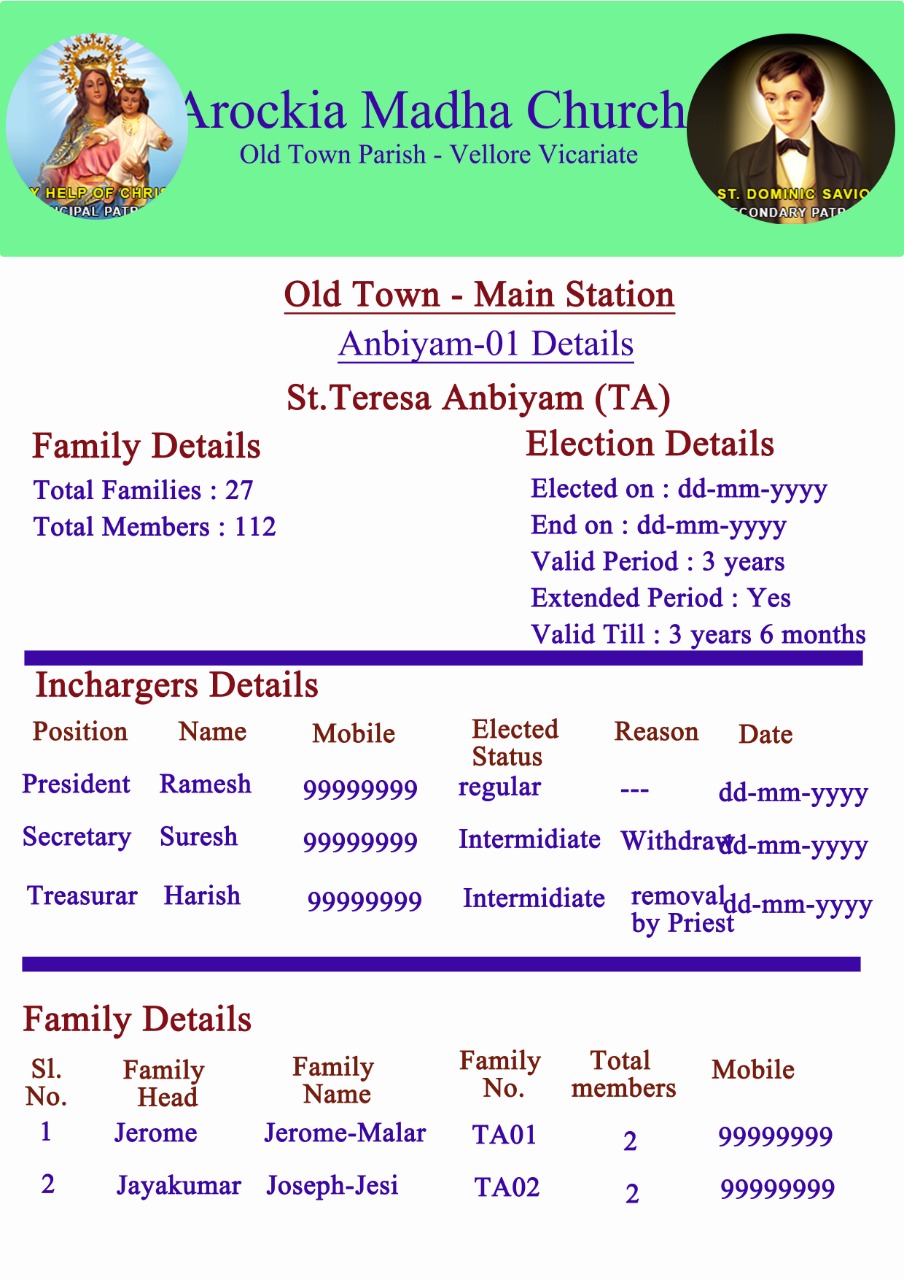 Arockia Madha Church
Old Town Parish - Vellore Vicariate
HELP OF
PATR
ST. DOMINIC SAVIO
PATR
Old Town - Main Station
Anbiyam-01 Details
St.Teresa Anbiyam (TA)
Family Details
Total Families : 27
Total Members : 112
Election Details
Elected on : dd-mm-yyyy
End on : dd-mm-yyyy
Valid Period : 3 years
Extended Period : Yes
Valid Till : 3 years 6 months
Inchargers Details
Position Name Mobile Elected Status Reason Date
President Ramesh 99999999 regular --- dd-mm-yyyy
Secretary Suresh 99999999 Intermidiate Withdraw dd-mm-yyyy
Treasurar Harish 99999999 Intermidiate removal by Priest dd-mm-yyyy
Family Details
Sl. No. Family Head Family Name Family No. Total members Mobile
1 Jerome Jerome-Malar TA01 2 99999999
2 Jayakumar Joseph-Jesi TA02 2 99999999